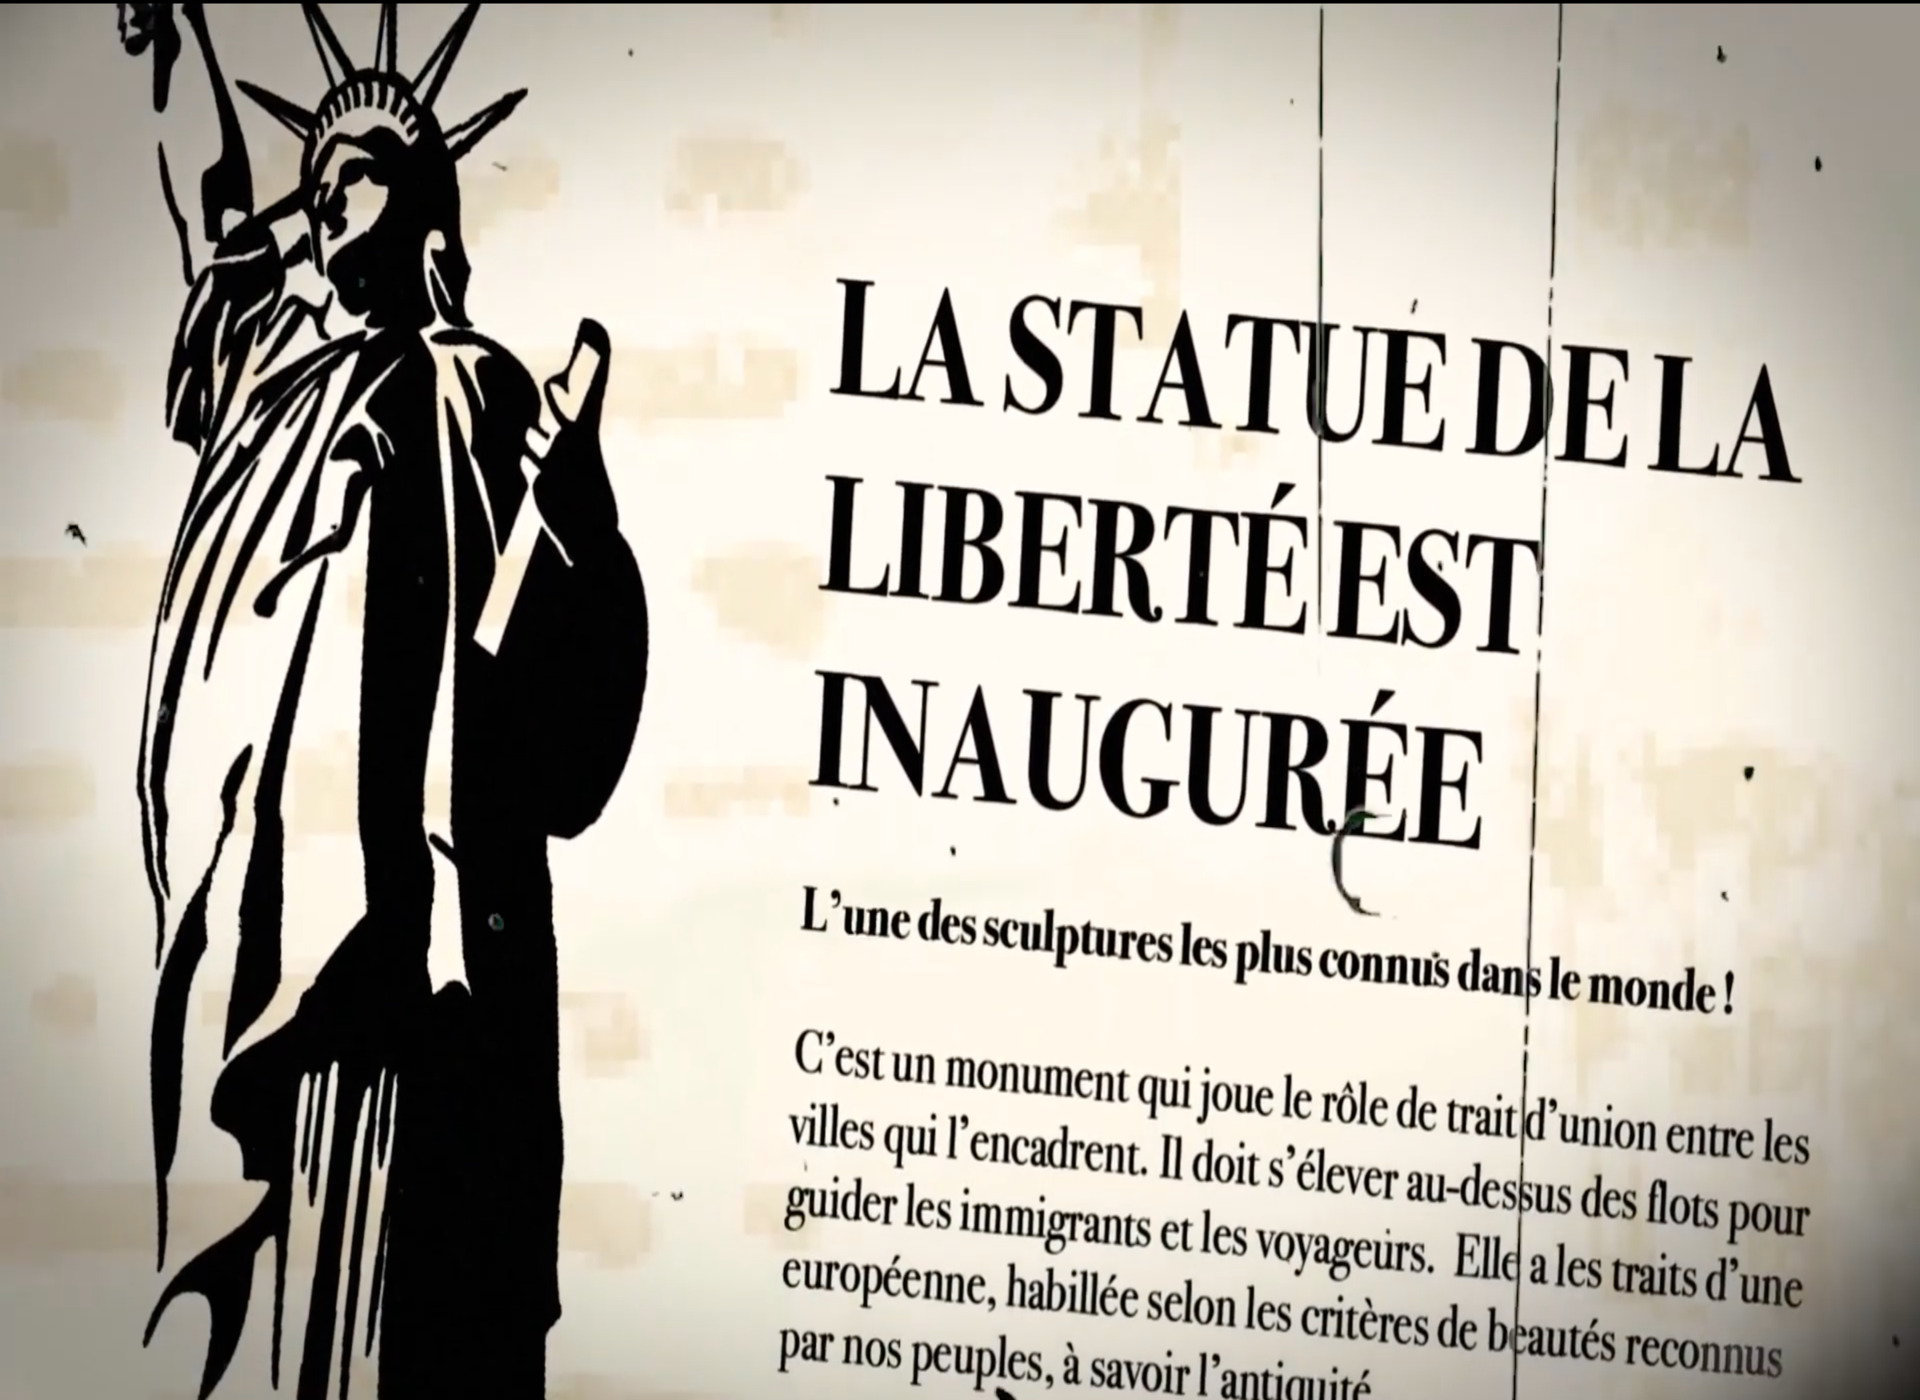 LA STATUE DE LA
LIBERTÉ EST
INAUGURÉE
L’une des sculptures les plus connus dans le monde !
C’est un monument qui joue le rôle de trait d’union entre les
villes qui l’encadrent. Il doit s’élever au-dessus des flots pour
guider les immigrants et les voyageurs. Elle a les traits d’une
européenne, habillée selon les critères de beautés reconnus
par nos peuples, à savoir l’antiquité